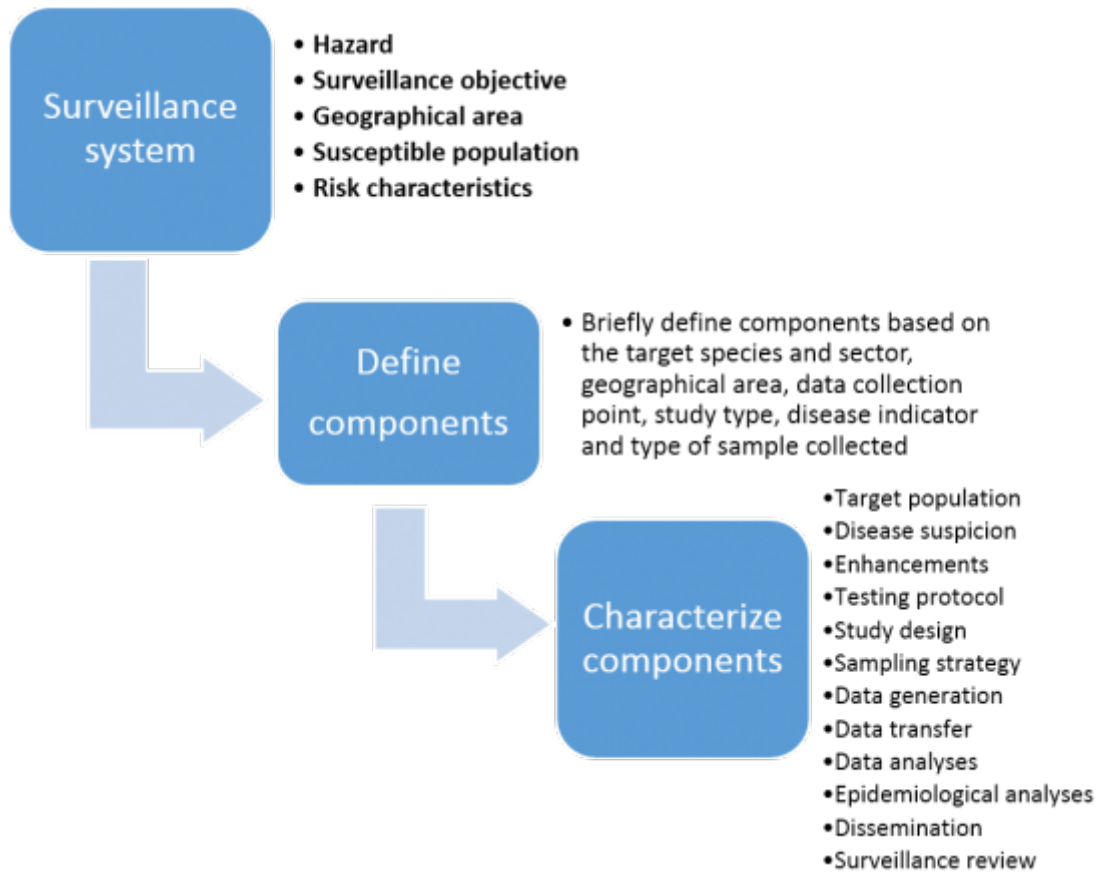 Surveillance
system
• Hazard
• Surveillance objective
• Geographical area
• Susceptible population
• Risk characteristics
Define
components
• Briefly define components based on
the target species and sector,
geographical area, data collection
point, study type, disease indicator
and type of sample collected
Characterize
components
•Target population
•Disease suspicion
•Enhancements
•Testing protocol
•Study design
•Sampling strategy
•Data generation
•Data transfer
•Data analyses
•Epidemiological analyses
•Dissemination
•Surveillance review